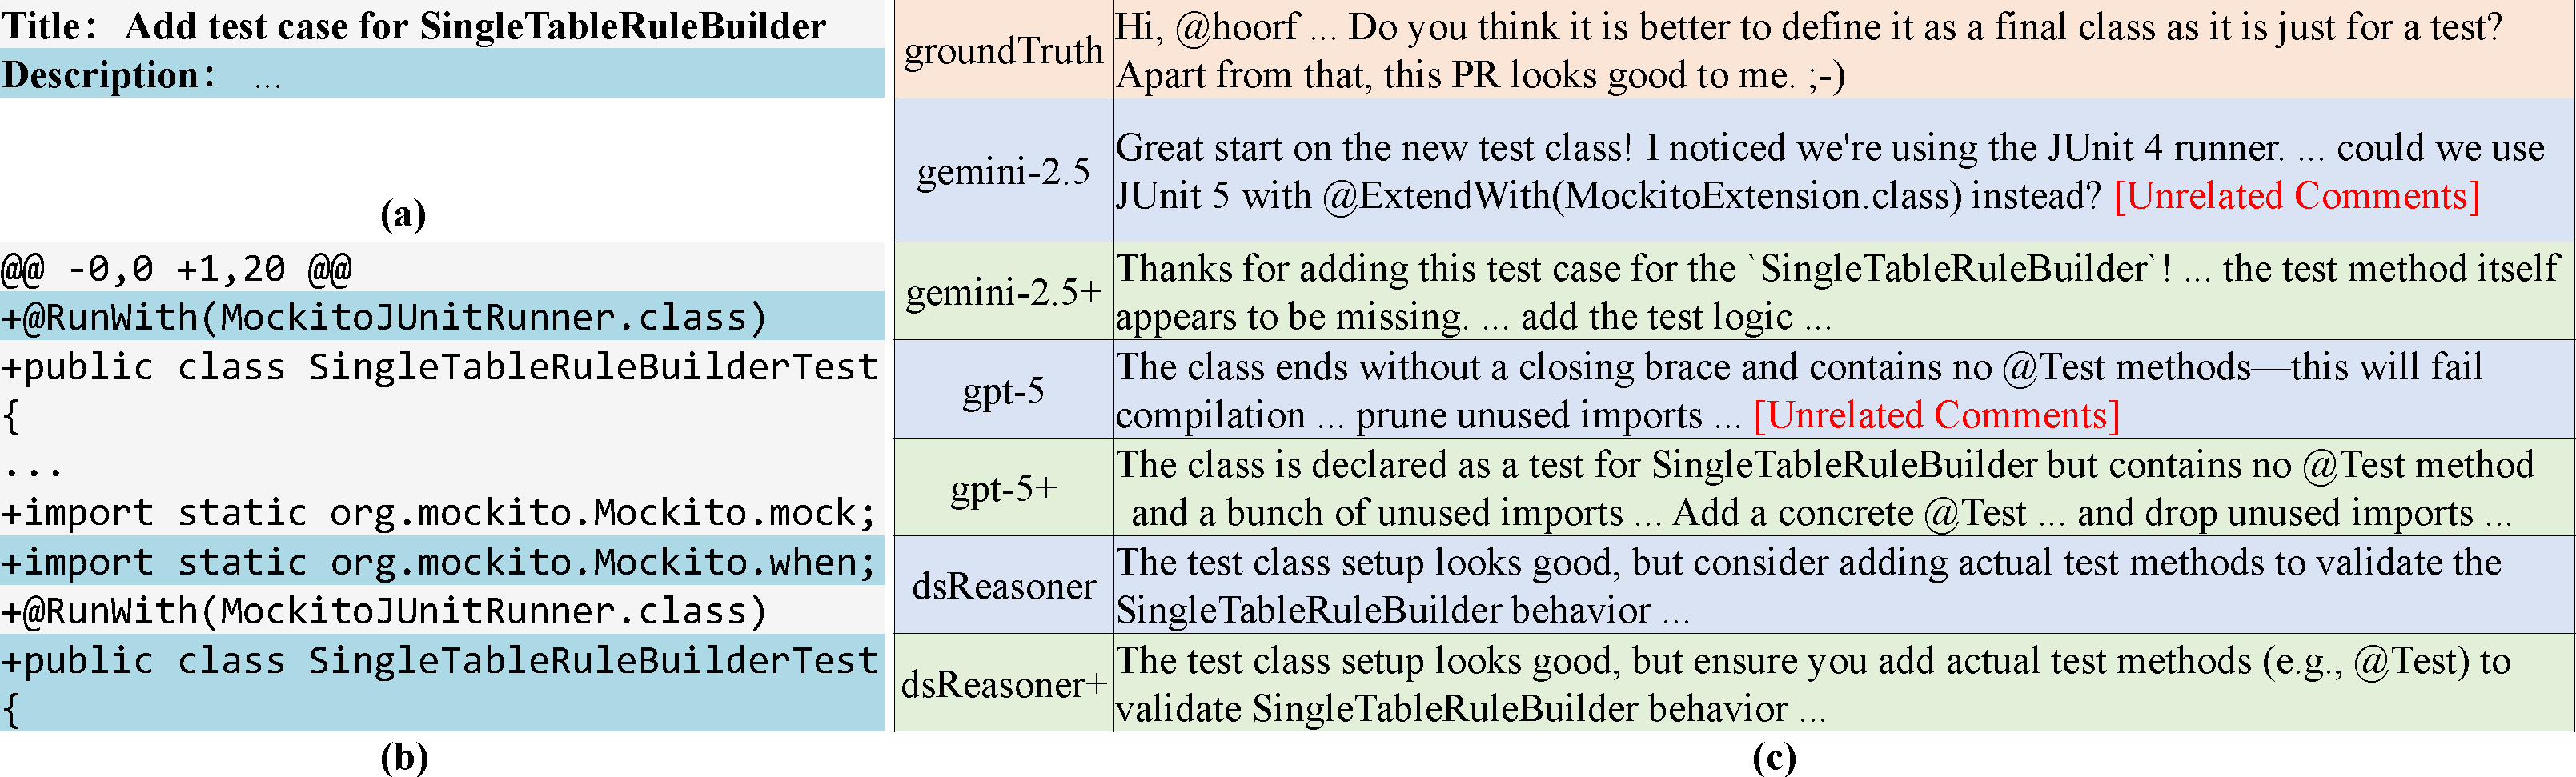 Title: Add test case for SingleTableRuleBuilder
Description: ...
(a)
@@ -0,0 +1,20 @@
+@RunWith(MockitoJUnitRunner.class)
+public class SingleTableRuleBuilderTest
{
...
+import static org.mockito.Mockito.mock;
+import static org.mockito.Mockito.when;
+@RunWith(MockitoJUnitRunner.class)
+public class SingleTableRuleBuilderTest
{
(b)
groundTruth
Hi, @hoorf ... Do you think it is better to define it as a final class as it is just for a test?
Apart from that, this PR looks good to me. ;-)
gemini-2.5
Great start on the new test class! I noticed we're using the JUnit 4 runner. ... could we use
JUnit 5 with @ExtendWith(MockitoExtension.class) instead? [Unrelated Comments]
gemini-2.5+
Thanks for adding this test case for the `SingleTableRuleBuilder`! ... the test method itself
appears to be missing. ... add the test logic ...
gpt-5
The class ends without a closing brace and contains no @Test methods—this will fail
compilation ... prune unused imports ... [Unrelated Comments]
gpt-5+
The class is declared as a test for SingleTableRuleBuilder but contains no @Test method
and a bunch of unused imports ... Add a concrete @Test ... and drop unused imports ...
dsReasoner
The test class setup looks good, but consider adding actual test methods to validate the
SingleTableRuleBuilder behavior ...
dsReasoner+
The test class setup looks good, but ensure you add actual test methods (e.g., @Test) to
validate SingleTableRuleBuilder behavior ...
(c)